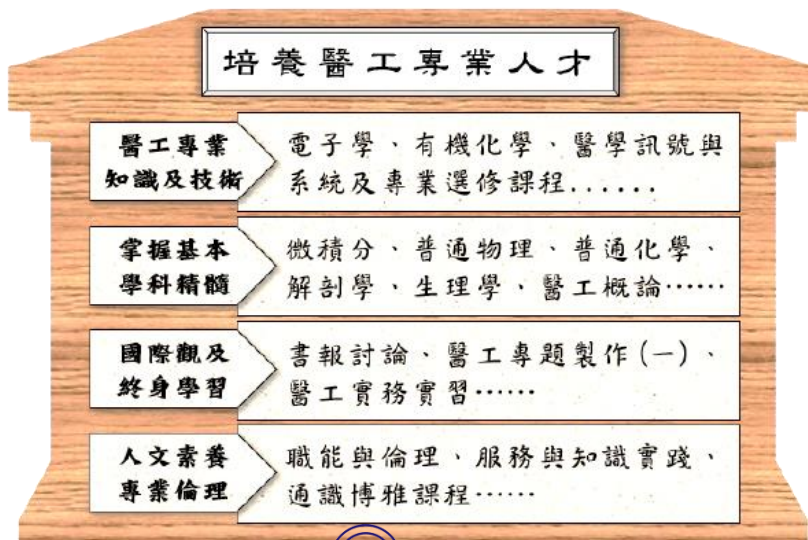 培養醫工專業人才
醫工專業
知識及技術
電子學、有機化學、醫學訊號與
系統及專業選修課程......
掌握基本
學科精髓
微積分、普通物理、普通化學、
解剖學、生理學、醫工概論……
國際觀及
終身學習
書報討論、醫工專題製作(一)、
醫工實務實習……
人文素養
專業倫理
職能與倫理、服務與知識實踐、
通識博雅課程……